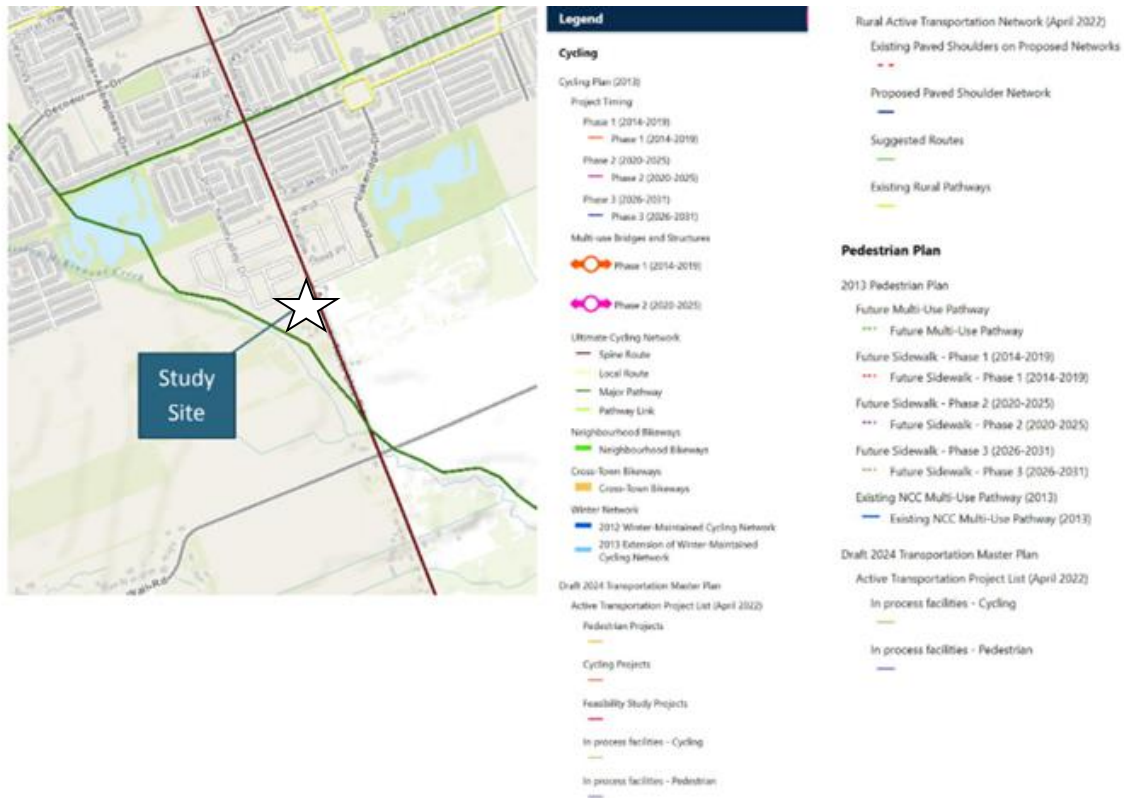 Decoeur Dr
Study
Site
Wall Rd
Legend
Cycling
Cycling Plan (2013)
Project Timing
Phase 1 (2014-2019)
Phase 1 (2014-2019)
Phase 2 (2020-2025)
Phase 2 (2020-2025)
Phase 3 (2026-2031)
Phase 3 (2026-2031)
Multi-use Bridges and Structures
Phase 1 (2014-2019)
Phase 2 (2020-2025)
Ultimate Cycling Network
Spine Route
Local Route
Major Pathway
Pathway Link
Neighbourhood Bikeways
Neighbourhood Bikeways
Cross-Town Bikeways
Cross-Town Bikeways
Winter Network
2012 Winter-Maintained Cycling Network
2013 Extension of Winter-Maintained
Cycling Network
Draft 2024 Transportation Master Plan
Active Transportation Project List (April 2022)
Pedestrian Projects
Cycling Projects
Feasibility Study Projects
In process facilities - Cycling
In process facilities - Pedestrian
Rural Active Transportation Network (April 2022)
Existing Paved Shoulders on Proposed Networks
Proposed Paved Shoulder Network
Suggested Routes
Existing Rural Pathways
Pedestrian Plan
2013 Pedestrian Plan
Future Multi-Use Pathway
Future Multi-Use Pathway
Future Sidewalk - Phase 1 (2014-2019)
Future Sidewalk - Phase 1 (2014-2019)
Future Sidewalk - Phase 2 (2020-2025)
Future Sidewalk - Phase 2 (2020-2025)
Future Sidewalk - Phase 3 (2026-2031)
Future Sidewalk - Phase 3 (2026-2031)
Existing NCC Multi-Use Pathway (2013)
Existing NCC Multi-Use Pathway (2013)
Draft 2024 Transportation Master Plan
Active Transportation Project List (April 2022)
In process facilities - Cycling
In process facilities - Pedestrian